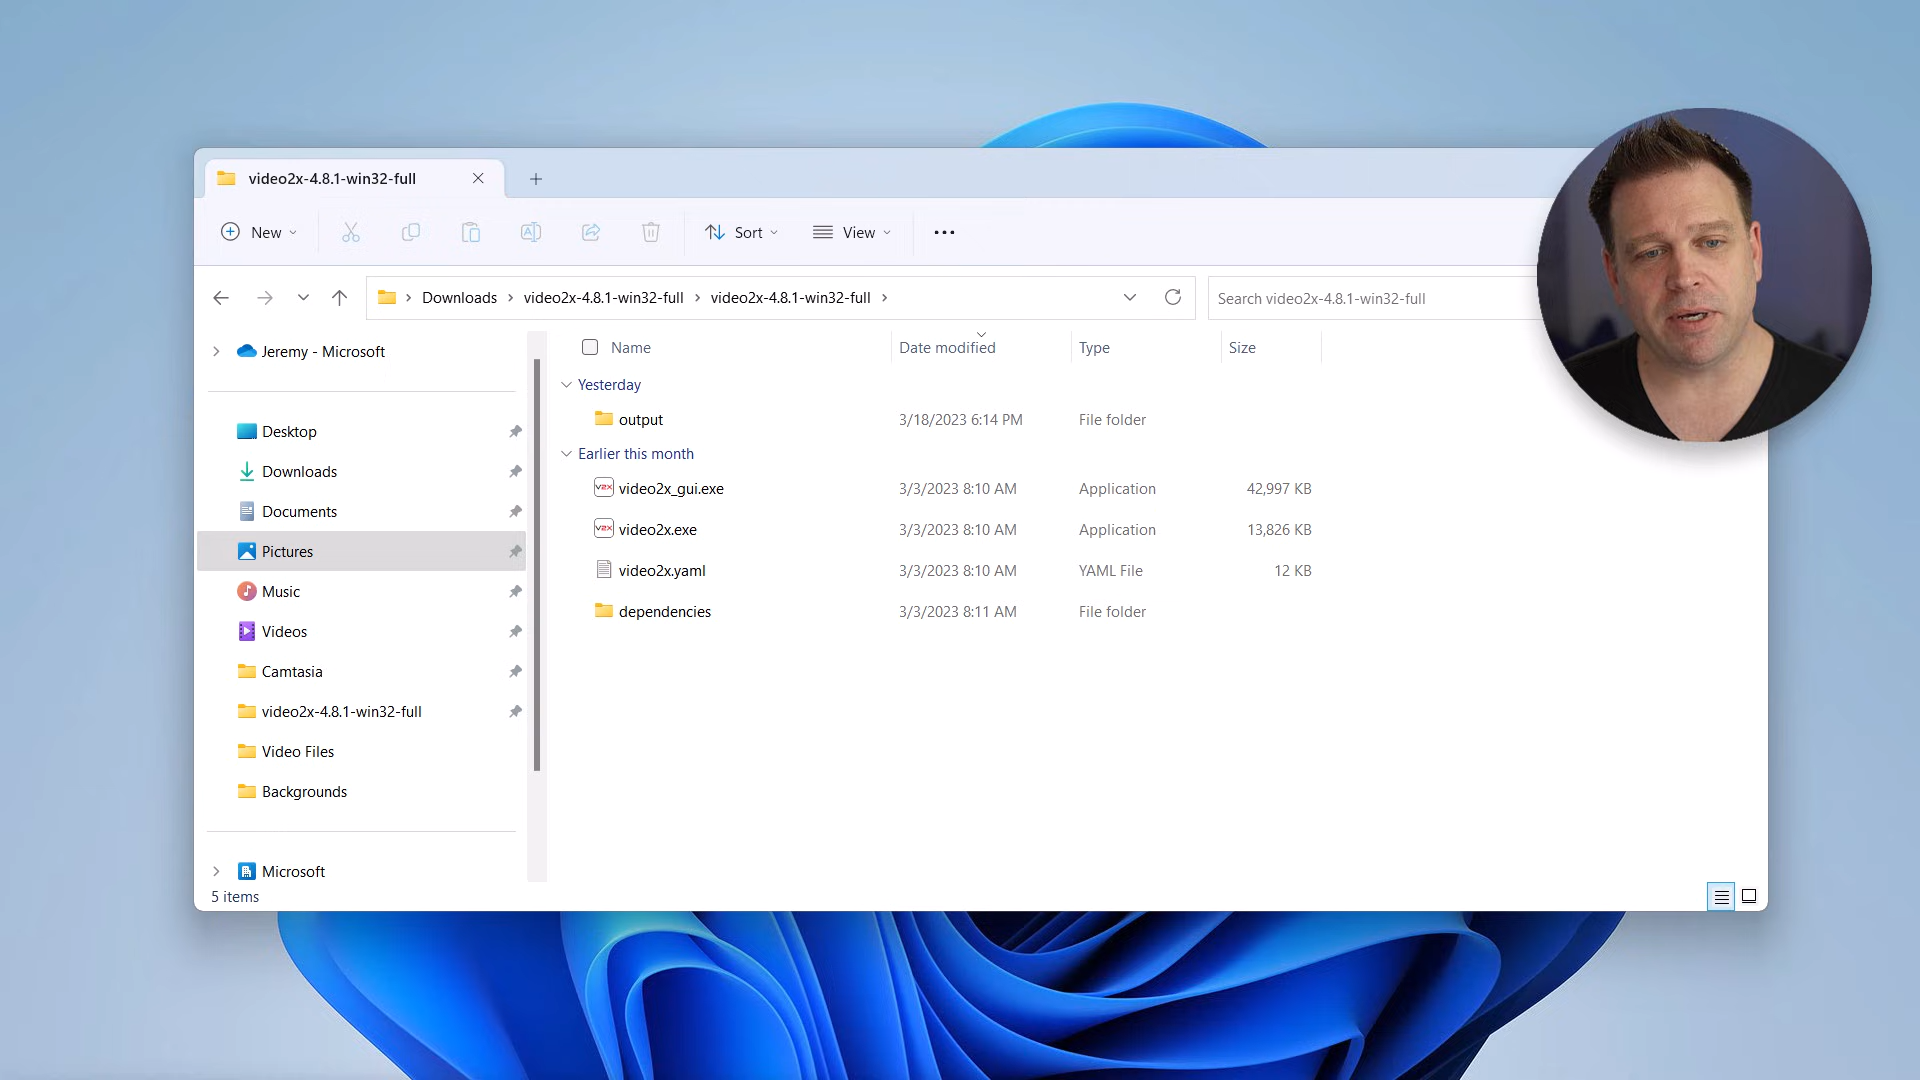 video2x-4.8.1-win32-full
New
Sort
View
Downloads > video2x-4.8.1-win32-full > video2x-4.8.1-win32-full >
Search video2x-4.8.1-win32-full
Jeremy - Microsoft
Desktop
Downloads
Documents
Pictures
Music
Videos
Camtasia
video2x-4.8.1-win32-full
Video Files
Backgrounds
Microsoft
5 items
Name Date modified Type Size
Yesterday
output 3/18/2023 6:14 PM File folder
Earlier this month
V2X video2x_gui.exe 3/3/2023 8:10 AM Application 42,997 KB
V2X video2x.exe 3/3/2023 8:10 AM Application 13,826 KB
video2x.yaml 3/3/2023 8:10 AM YAML File 12 KB
dependencies 3/3/2023 8:11 AM File folder